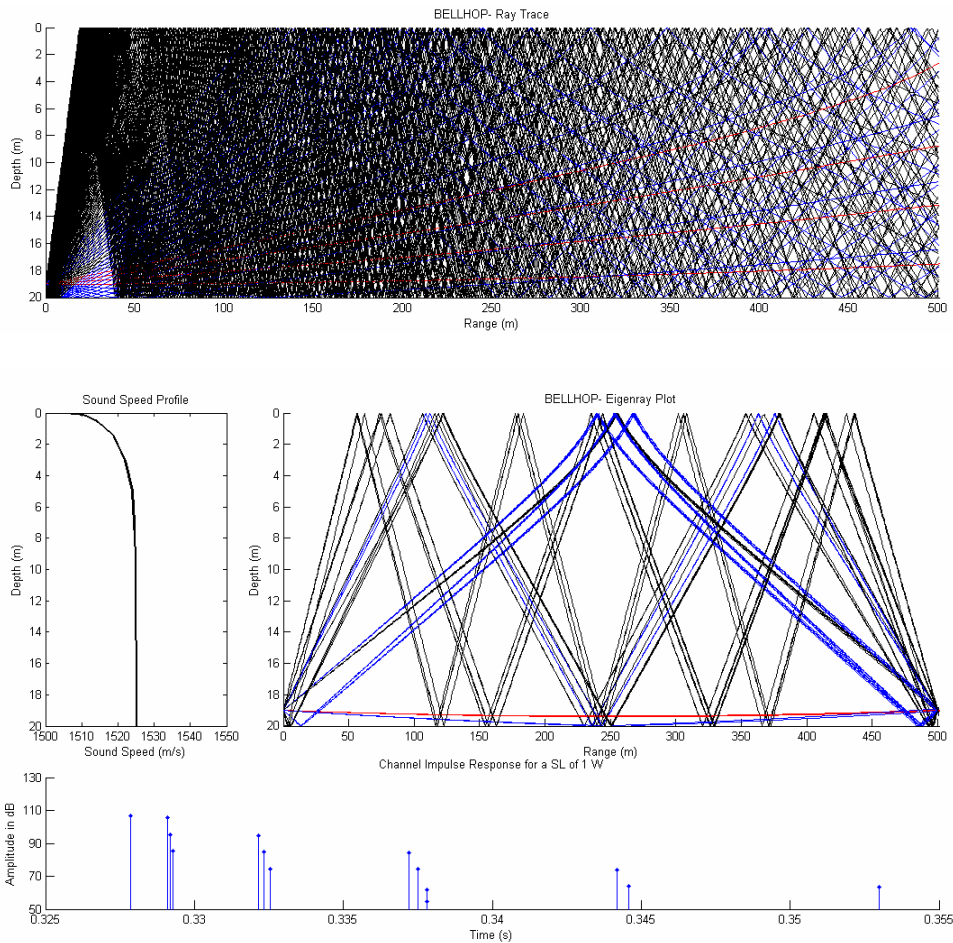 BELLHOP- Ray Trace
0
2
4
6
8
10
12
14
16
18
20
Depth (m)
0 50 100 150 200 250 300 350 400 450 500
Range (m)
Sound Speed Profile
0
2
4
6
8
10
12
14
16
18
20
Depth (m)
1500 1510 1520 1530 1540 1550
Sound Speed (m/s)
BELLHOP- Eigenray Plot
0
2
4
6
8
10
12
14
16
18
20
Depth (m)
0 50 100 150 200 250 300 350 400 450 500
Range (m)
Channel Impulse Response for a SL of 1 W
130
110
90
70
50
Amplitude in dB
0.325 0.33 0.335 0.34 0.345 0.35 0.355
Time (s)